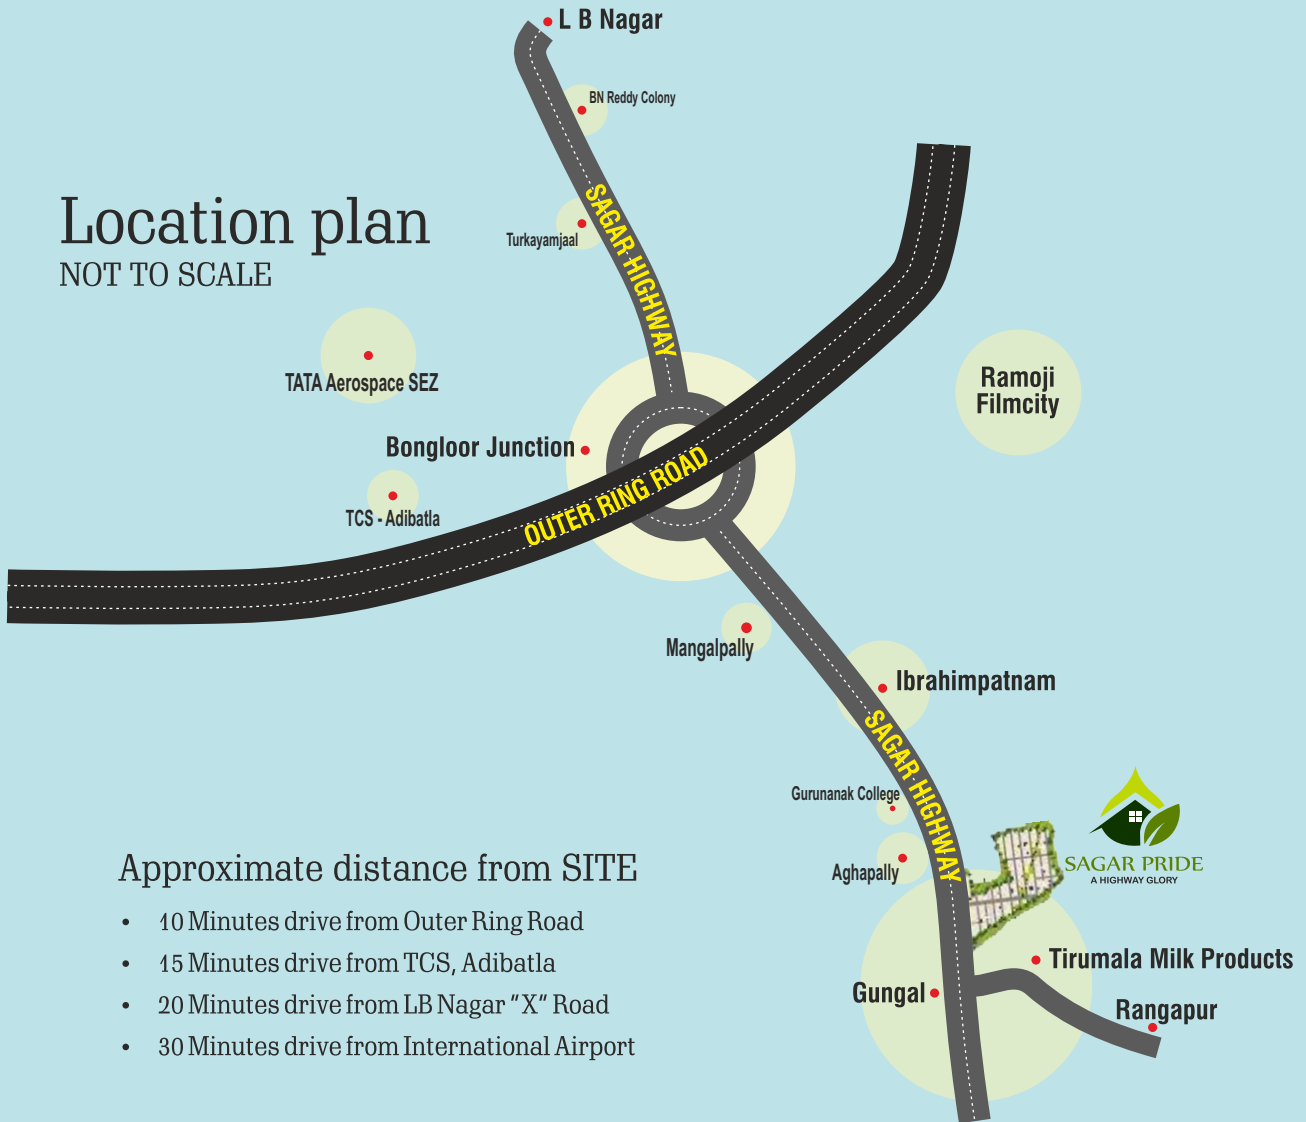 L B Nagar
BN Reddy Colony
Location plan
NOT TO SCALE
SAGAR HIGHWAY
Turkayamjaal
TATA Aerospace SEZ
Ramoji
Filmcity
Bongloor Junction
OUTER RING ROAD
TCS - Adibatla
Mangalpally
Ibrahimpatnam
SAGAR HIGHWAY
Gurunanak College
Aghapally
SAGAR PRIDE
A HIGHWAY GLORY
Approximate distance from SITE
• 10 Minutes drive from Outer Ring Road
• 15 Minutes drive from TCS, Adibatla
• 20 Minutes drive from LB Nagar "X" Road
• 30 Minutes drive from International Airport
Tirumala Milk Products
Gungal
Rangapur